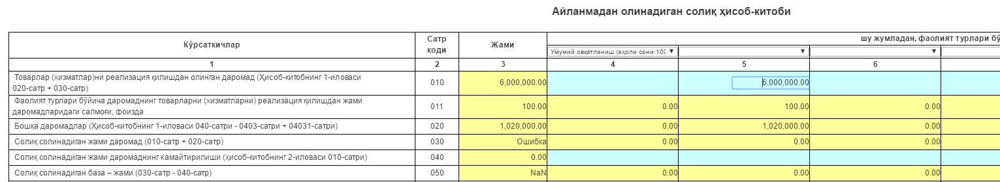 Айланмадан олинадиган солиқ ҳисоб-китоби
Кўрсаткичлар Сатр коди Жами шу жумладан, фаолият турлари бў
Умумий овқатланиш (аҳоли сони 100
1 2 3 4 5 6
Товарлар (хизматлар)ни реализация қилишдан олинган даромад (Ҳисоб-китобнинг 1-иловаси
020-сатр + 030-сатр) 010 6,000,000.00 6,000,000.00
Фаолият турлари бўйича даромаднинг товарларни (хизматларни) реализация қилишдан жами
даромадларидаги салмоғи, фоизда 011 100.00 0.00 100.00 0.00
Бошқа даромадлар (Ҳисоб-китобнинг 1-иловаси 040-сатри - 0403-сатри + 04031-сатри) 020 1,020,000.00 0.00 1,020,000.00 0.00
Солиқ солинадиган жами даромад (010-сатр + 020-сатр) 030 Ошибка 0.00 0.00 0.00
Солиқ солинадиган жами даромаднинг камайтирилиши (ҳисоб-китобнинг 2-иловаси 010-сатри) 040 0.00
Солиқ солинадиган база – жами (030-сатр - 040-сатр) 050 NaN 0.00 0.00 0.00